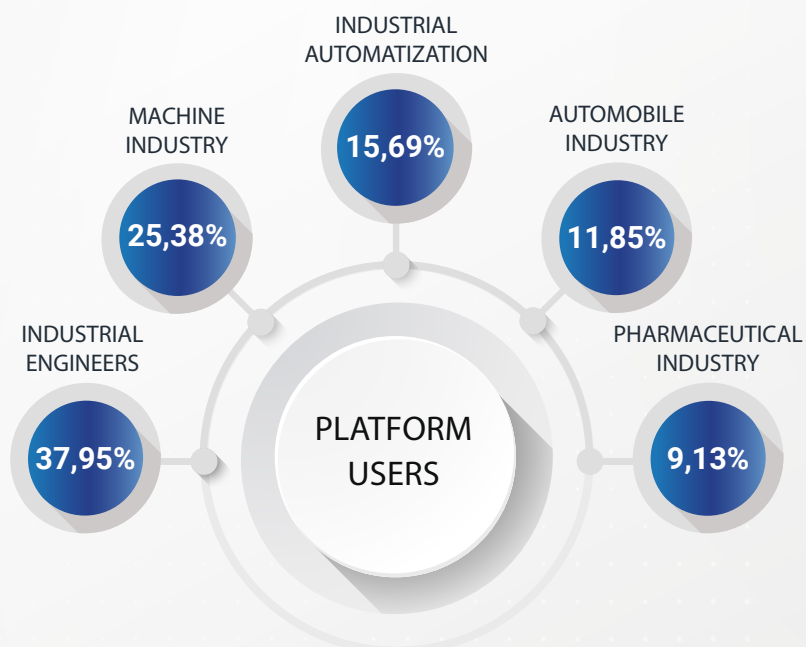 INDUSTRIAL
AUTOMATIZATION
15,69%
MACHINE
INDUSTRY
25,38%
AUTOMOBILE
INDUSTRY
11,85%
INDUSTRIAL
ENGINEERS
37,95%
PHARMACEUTICAL
INDUSTRY
9,13%
PLATFORM
USERS